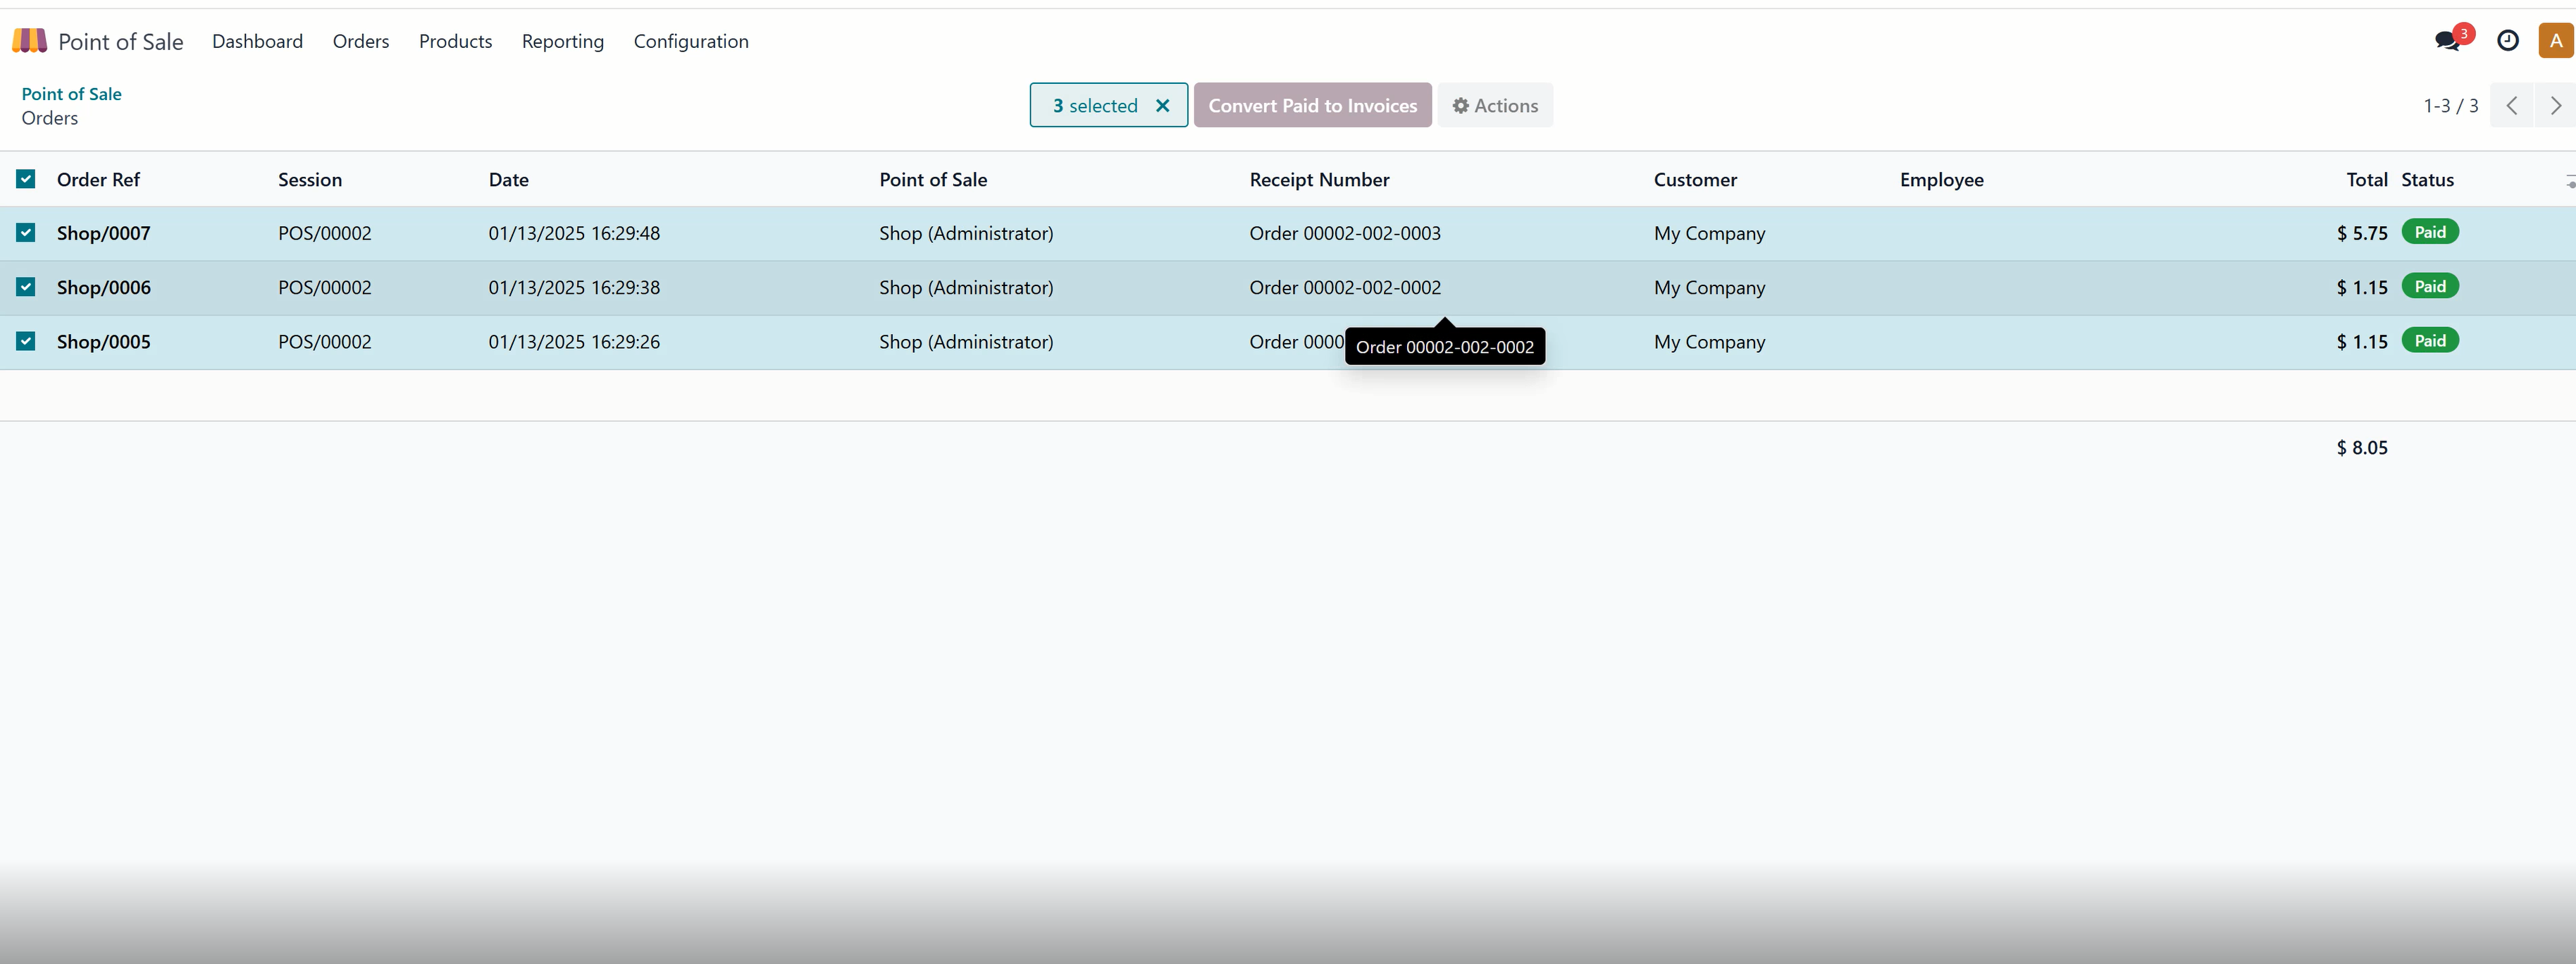 Point of Sale Dashboard Orders Products Reporting Configuration 3 A
Point of Sale
Orders
3 selected Convert Paid to Invoices Actions 1-3 / 3
Order Ref Session Date Point of Sale Receipt Number Customer Employee Total Status
Shop/0007 POS/00002 01/13/2025 16:29:48 Shop (Administrator) Order 00002-002-0003 My Company $ 5.75 Paid
Shop/0006 POS/00002 01/13/2025 16:29:38 Shop (Administrator) Order 00002-002-0002 My Company $ 1.15 Paid
Shop/0005 POS/00002 01/13/2025 16:29:26 Shop (Administrator) Order 0000 My Company $ 1.15 Paid
Order 00002-002-0002
$ 8.05